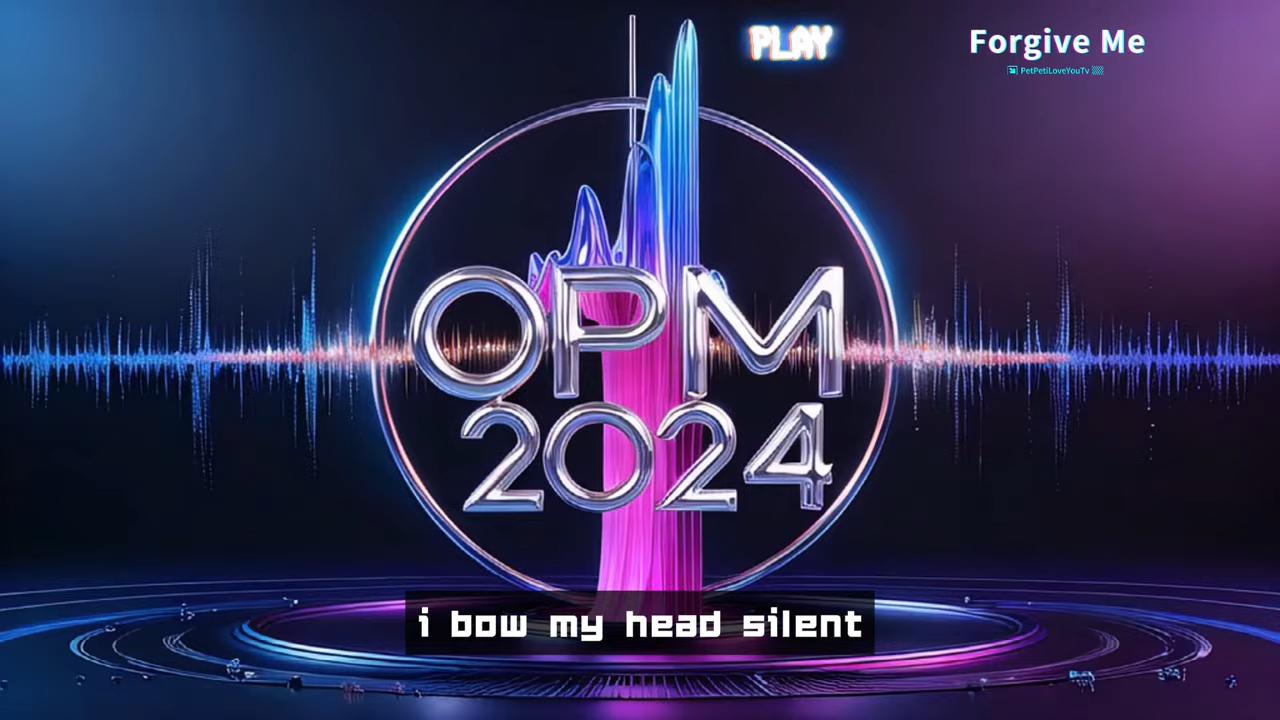 PLAY
Forgive Me
PetPetiLoveYouTv
OPM
2024
i bow my head silent